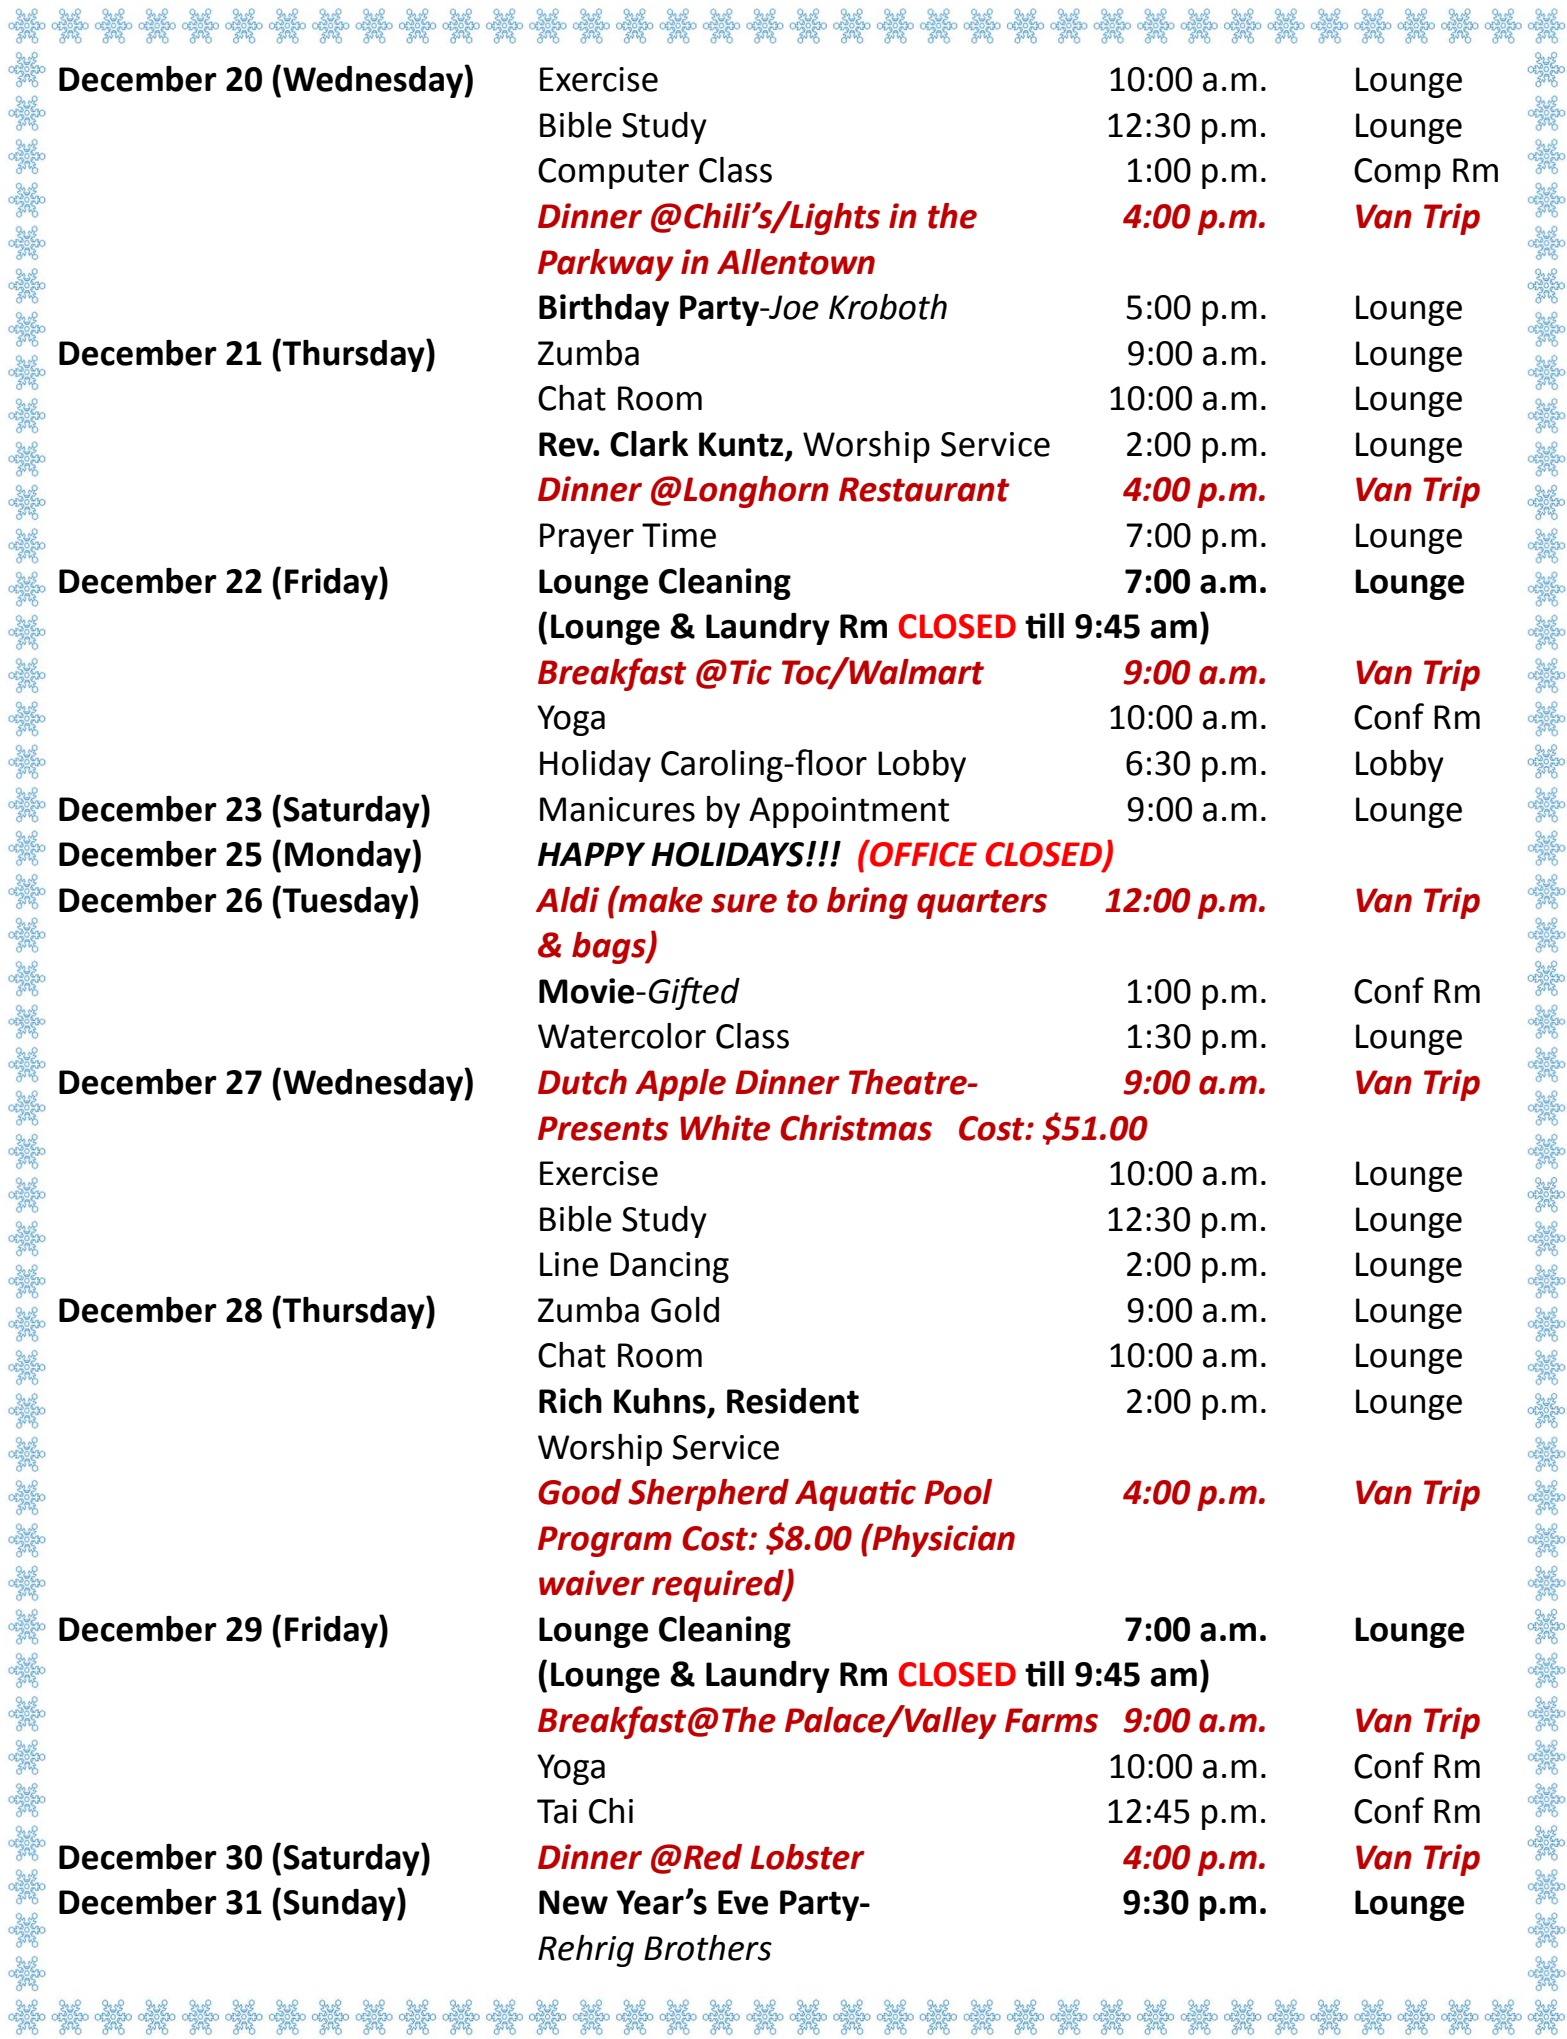 December 20 (Wednesday) Exercise 10:00 a.m. Lounge
Bible Study 12:30 p.m. Lounge
Computer Class 1:00 p.m. Comp Rm
Dinner @Chili’s/Lights in the 4:00 p.m. Van Trip
Parkway in Allentown
Birthday Party-Joe Kroboth 5:00 p.m. Lounge
December 21 (Thursday) Zumba 9:00 a.m. Lounge
Chat Room 10:00 a.m. Lounge
Rev. Clark Kuntz, Worship Service 2:00 p.m. Lounge
Dinner @Longhorn Restaurant 4:00 p.m. Van Trip
Prayer Time 7:00 p.m. Lounge
December 22 (Friday) Lounge Cleaning 7:00 a.m. Lounge
(Lounge & Laundry Rm CLOSED till 9:45 am)
Breakfast @Tic Toc/Walmart 9:00 a.m. Van Trip
Yoga 10:00 a.m. Conf Rm
Holiday Caroling-floor Lobby 6:30 p.m. Lobby
December 23 (Saturday) Manicures by Appointment 9:00 a.m. Lounge
December 25 (Monday) HAPPY HOLIDAYS!!! (OFFICE CLOSED)
December 26 (Tuesday) Aldi (make sure to bring quarters 12:00 p.m. Van Trip
& bags)
Movie-Gifted 1:00 p.m. Conf Rm
Watercolor Class 1:30 p.m. Lounge
December 27 (Wednesday) Dutch Apple Dinner Theatre- 9:00 a.m. Van Trip
Presents White Christmas Cost: $51.00
Exercise 10:00 a.m. Lounge
Bible Study 12:30 p.m. Lounge
Line Dancing 2:00 p.m. Lounge
December 28 (Thursday) Zumba Gold 9:00 a.m. Lounge
Chat Room 10:00 a.m. Lounge
Rich Kuhns, Resident 2:00 p.m. Lounge
Worship Service
Good Sherpherd Aquatic Pool 4:00 p.m. Van Trip
Program Cost: $8.00 (Physician
waiver required)
December 29 (Friday) Lounge Cleaning 7:00 a.m. Lounge
(Lounge & Laundry Rm CLOSED till 9:45 am)
Breakfast@The Palace/Valley Farms 9:00 a.m. Van Trip
Yoga 10:00 a.m. Conf Rm
Tai Chi 12:45 p.m. Conf Rm
December 30 (Saturday) Dinner @Red Lobster 4:00 p.m. Van Trip
December 31 (Sunday) New Year’s Eve Party- 9:30 p.m. Lounge
Rehrig Brothers